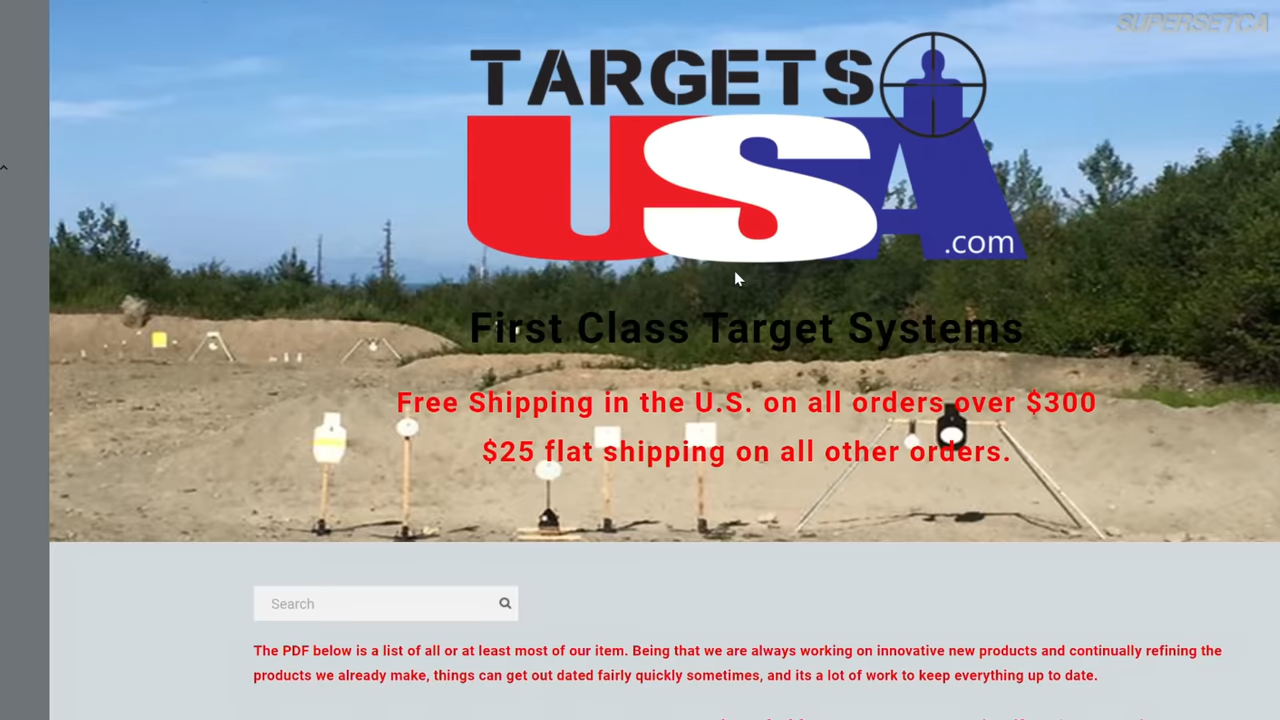 SUPERSETCA
TARGETS
USA
.com
First Class Target Systems
Free Shipping in the U.S. on all orders over $300
$25 flat shipping on all other orders.
Search
The PDF below is a list of all or at least most of our item. Being that we are always working on innovative new products and continually refining the
products we already make, things can get out dated fairly quickly sometimes, and its a lot of work to keep everything up to date.